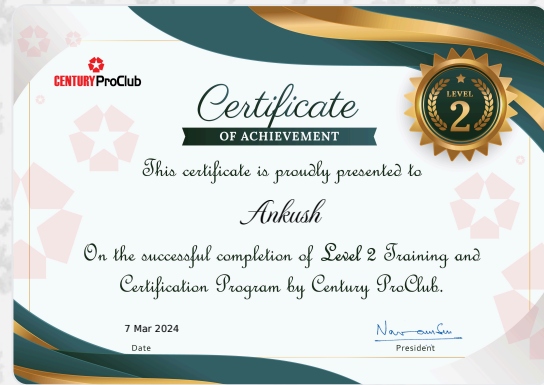 CENTURY ProClub
LEVEL
2
Certificate
OF ACHIEVEMENT
This certificate is proudly presented to
Ankush
On the successful completion of Level 2 Training and
Certification Program by Century ProClub.
7 Mar 2024
Date
President